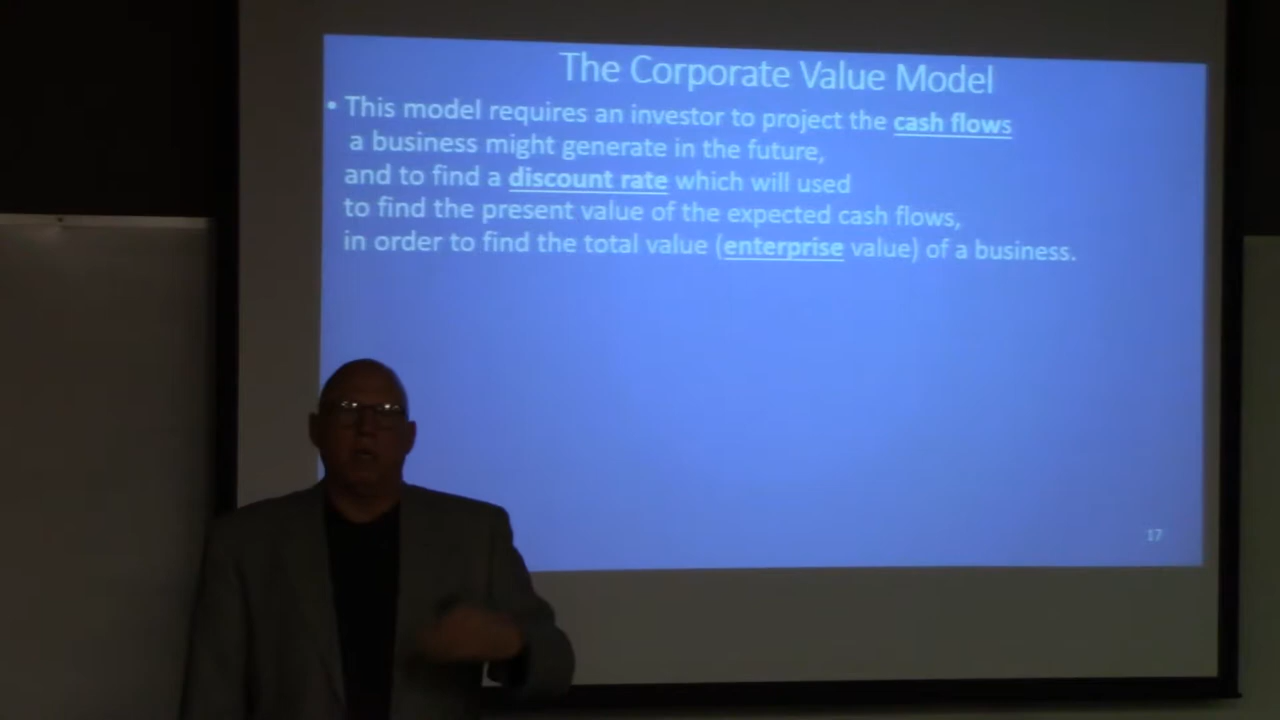 The Corporate Value Model
• This model requires an investor to project the cash flows
a business might generate in the future,
and to find a discount rate which will used
to find the present value of the expected cash flows,
in order to find the total value (enterprise value) of a business.
17